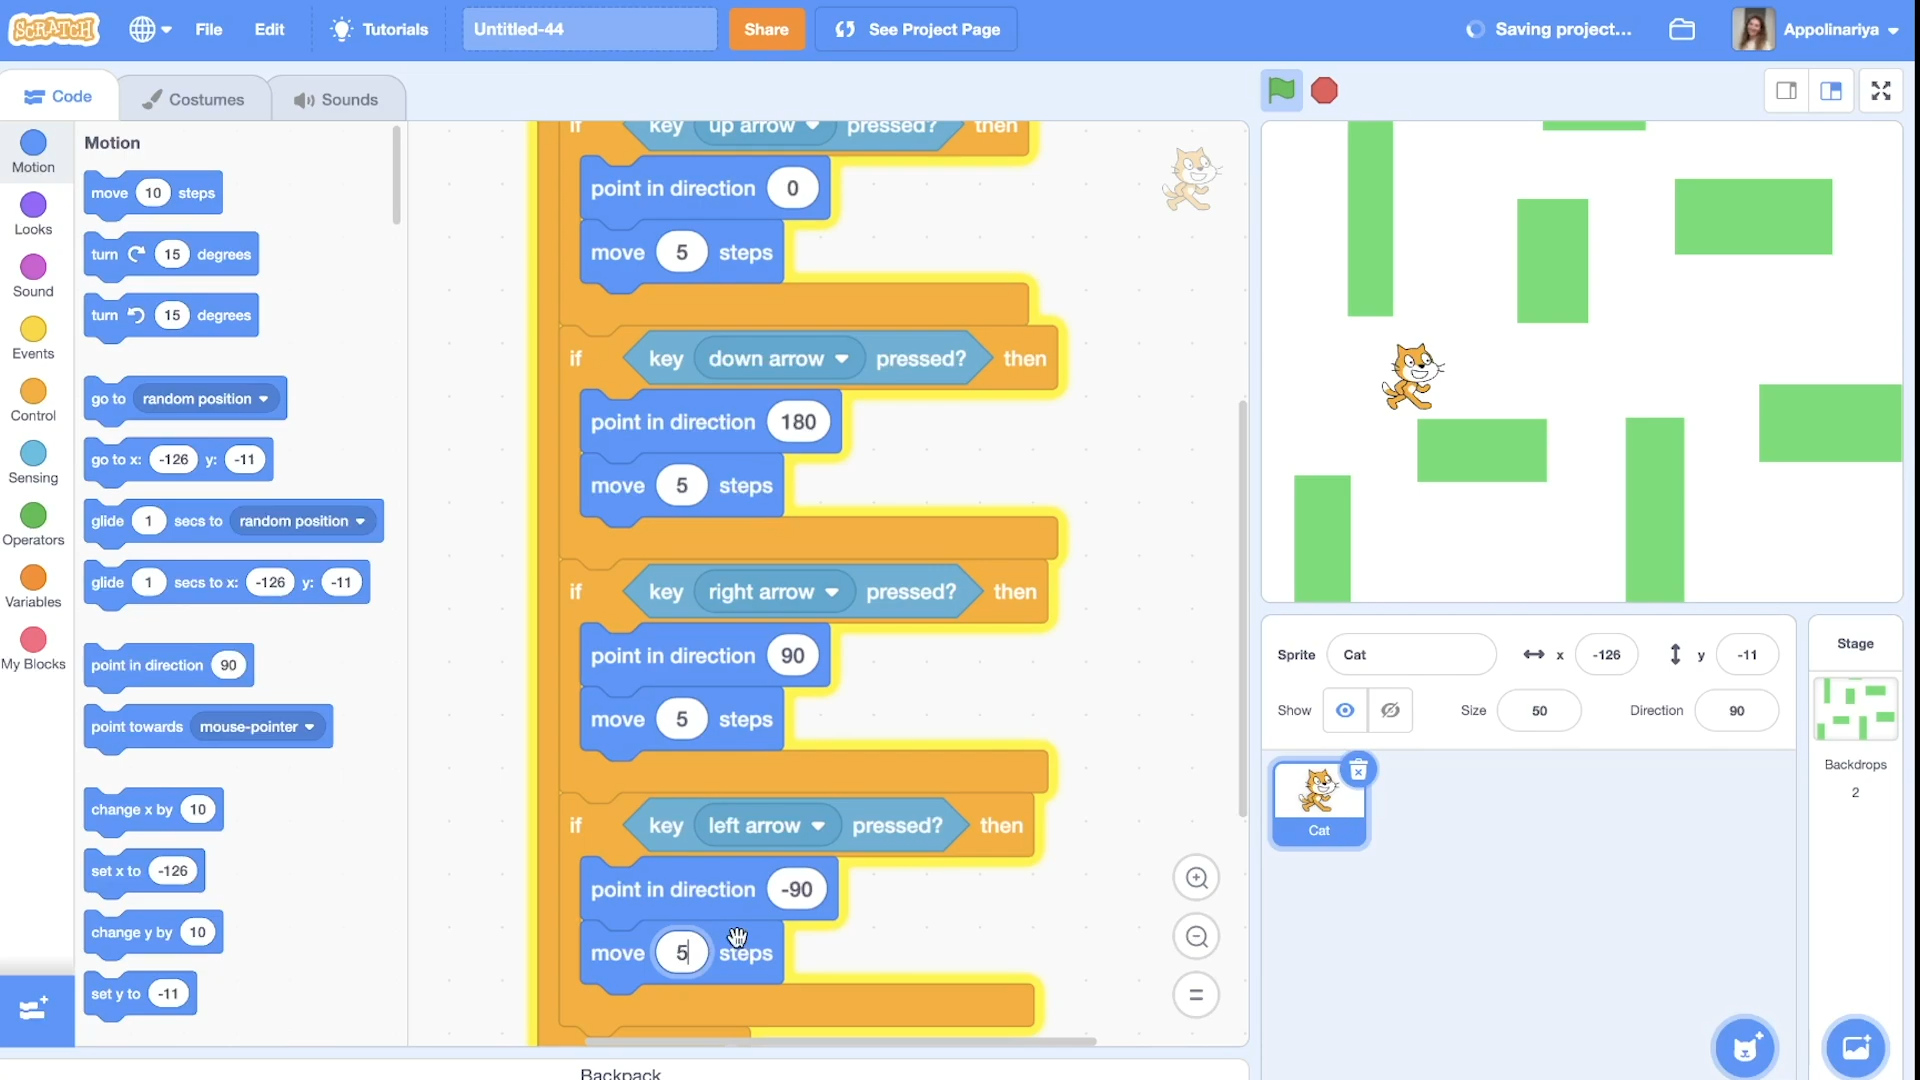 SCRATCH File Edit Tutorials Untitled-44 Share See Project Page Saving project... Appolinariya
Code Costumes Sounds
Motion
Looks
Sound
Events
Control
Sensing
Operators
Variables
My Blocks
Motion
move 10 steps
turn 15 degrees
turn 15 degrees
go to random position
go to x: -126 y: -11
glide 1 secs to random position
glide 1 secs to x: -126 y: -11
point in direction 90
point towards mouse-pointer
change x by 10
set x to -126
change y by 10
set y to -11
if key up arrow pressed? then
point in direction 0
move 5 steps
if key down arrow pressed? then
point in direction 180
move 5 steps
if key right arrow pressed? then
point in direction 90
move 5 steps
if key left arrow pressed? then
point in direction -90
move 5 steps
Backpack
Sprite Cat x -126 y -11
Show Size 50 Direction 90
Cat
Stage
Backdrops
2